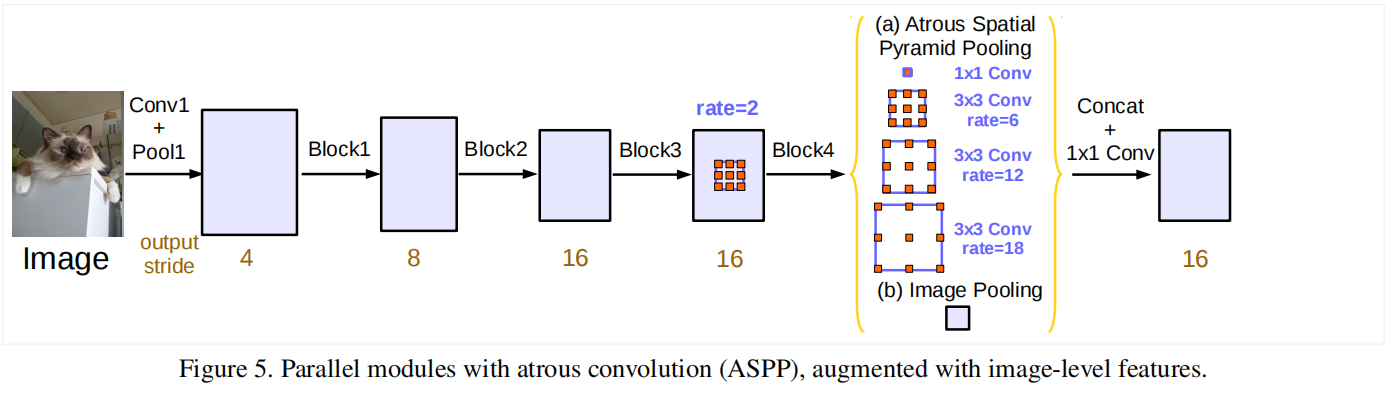 (a) Atrous Spatial
Pyramid Pooling
1x1 Conv
3x3 Conv
rate=6
3x3 Conv
rate=12
3x3 Conv
rate=18
(b) Image Pooling
Conv1
+
Pool1
Block1
Block2
Block3
rate=2
Block4
Concat
+
1x1 Conv
Image
output
stride
4
8
16
16
16
Figure 5. Parallel modules with atrous convolution (ASPP), augmented with image-level features.